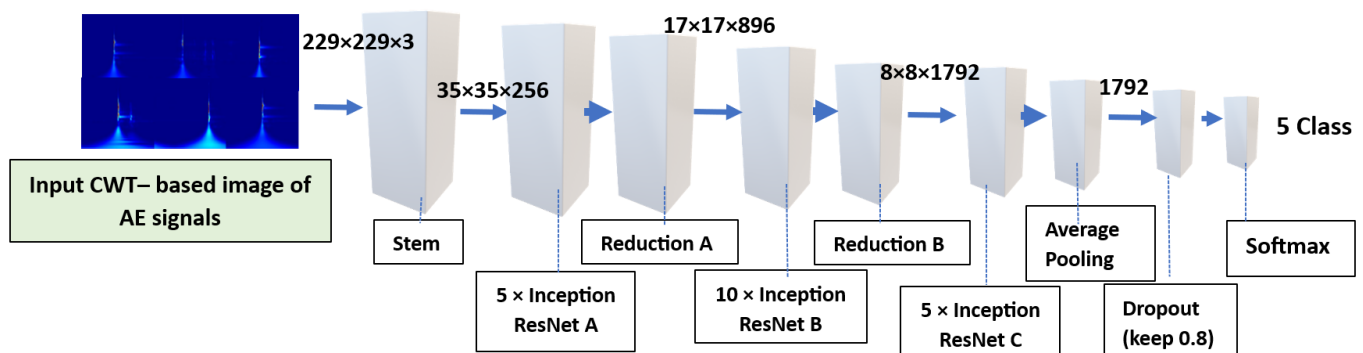 229×229×3
35×35×256
17×17×896
8×8×1792
1792
5 Class
Input CWT– based image of
AE signals
Stem
5 × Inception
ResNet A
Reduction A
10 × Inception
ResNet B
Reduction B
5 × Inception
ResNet C
Average
Pooling
Dropout
(keep 0.8)
Softmax